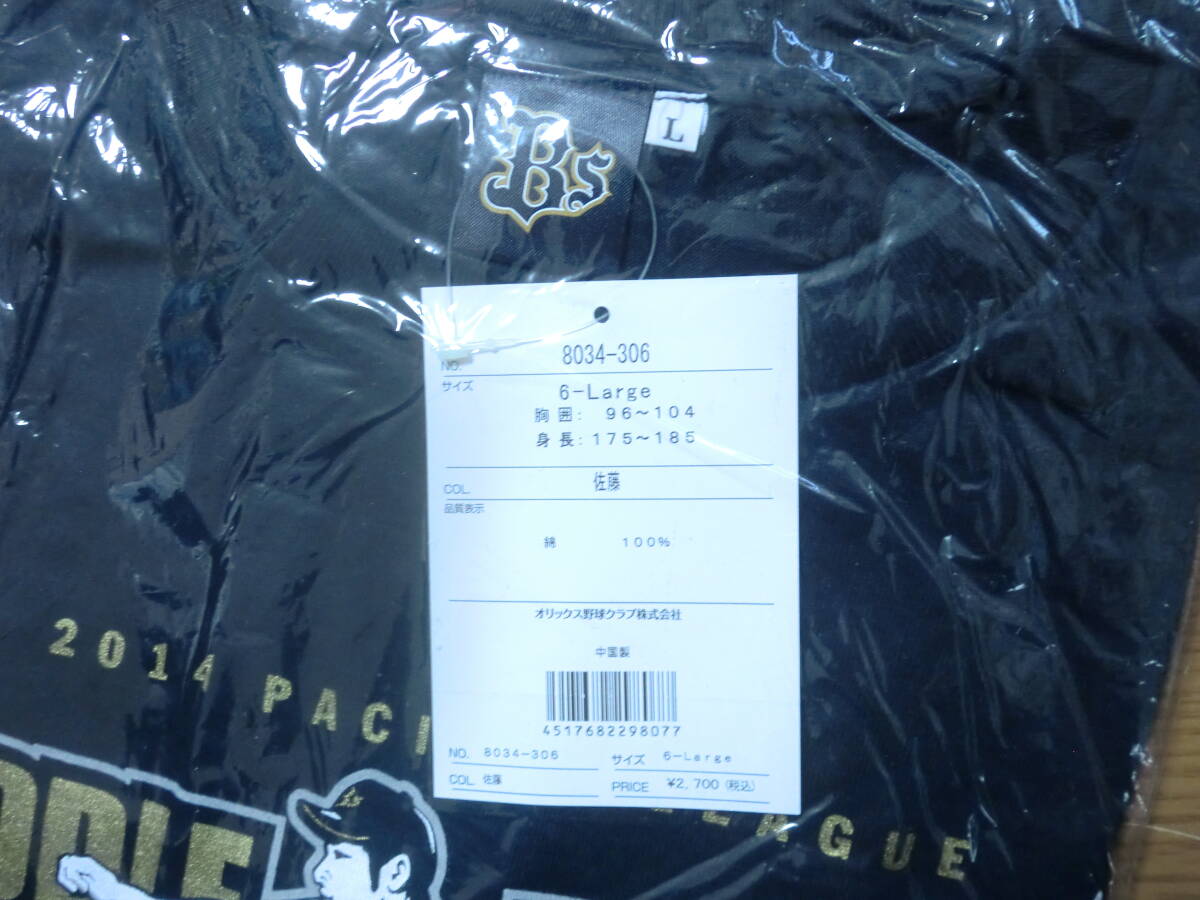 Bs
L
NO. 8034-306
サイズ 6-Large
胸囲: 96～104
身長: 175～185
COL. 佐藤
品質表示
綿 100%
オリックス野球クラブ株式会社
中国製
4517682298077
NO. 8034-306 サイズ 6-Large
COL. 佐藤 PRICE ¥2,700 (税込)
2014 PACI
EAGUE